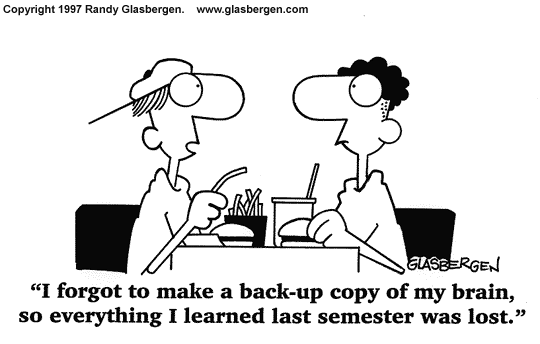 Copyright 1997 Randy Glasbergen. www.glasbergen.com
GLASBERGEN
“I forgot to make a back-up copy of my brain,
so everything I learned last semester was lost.”